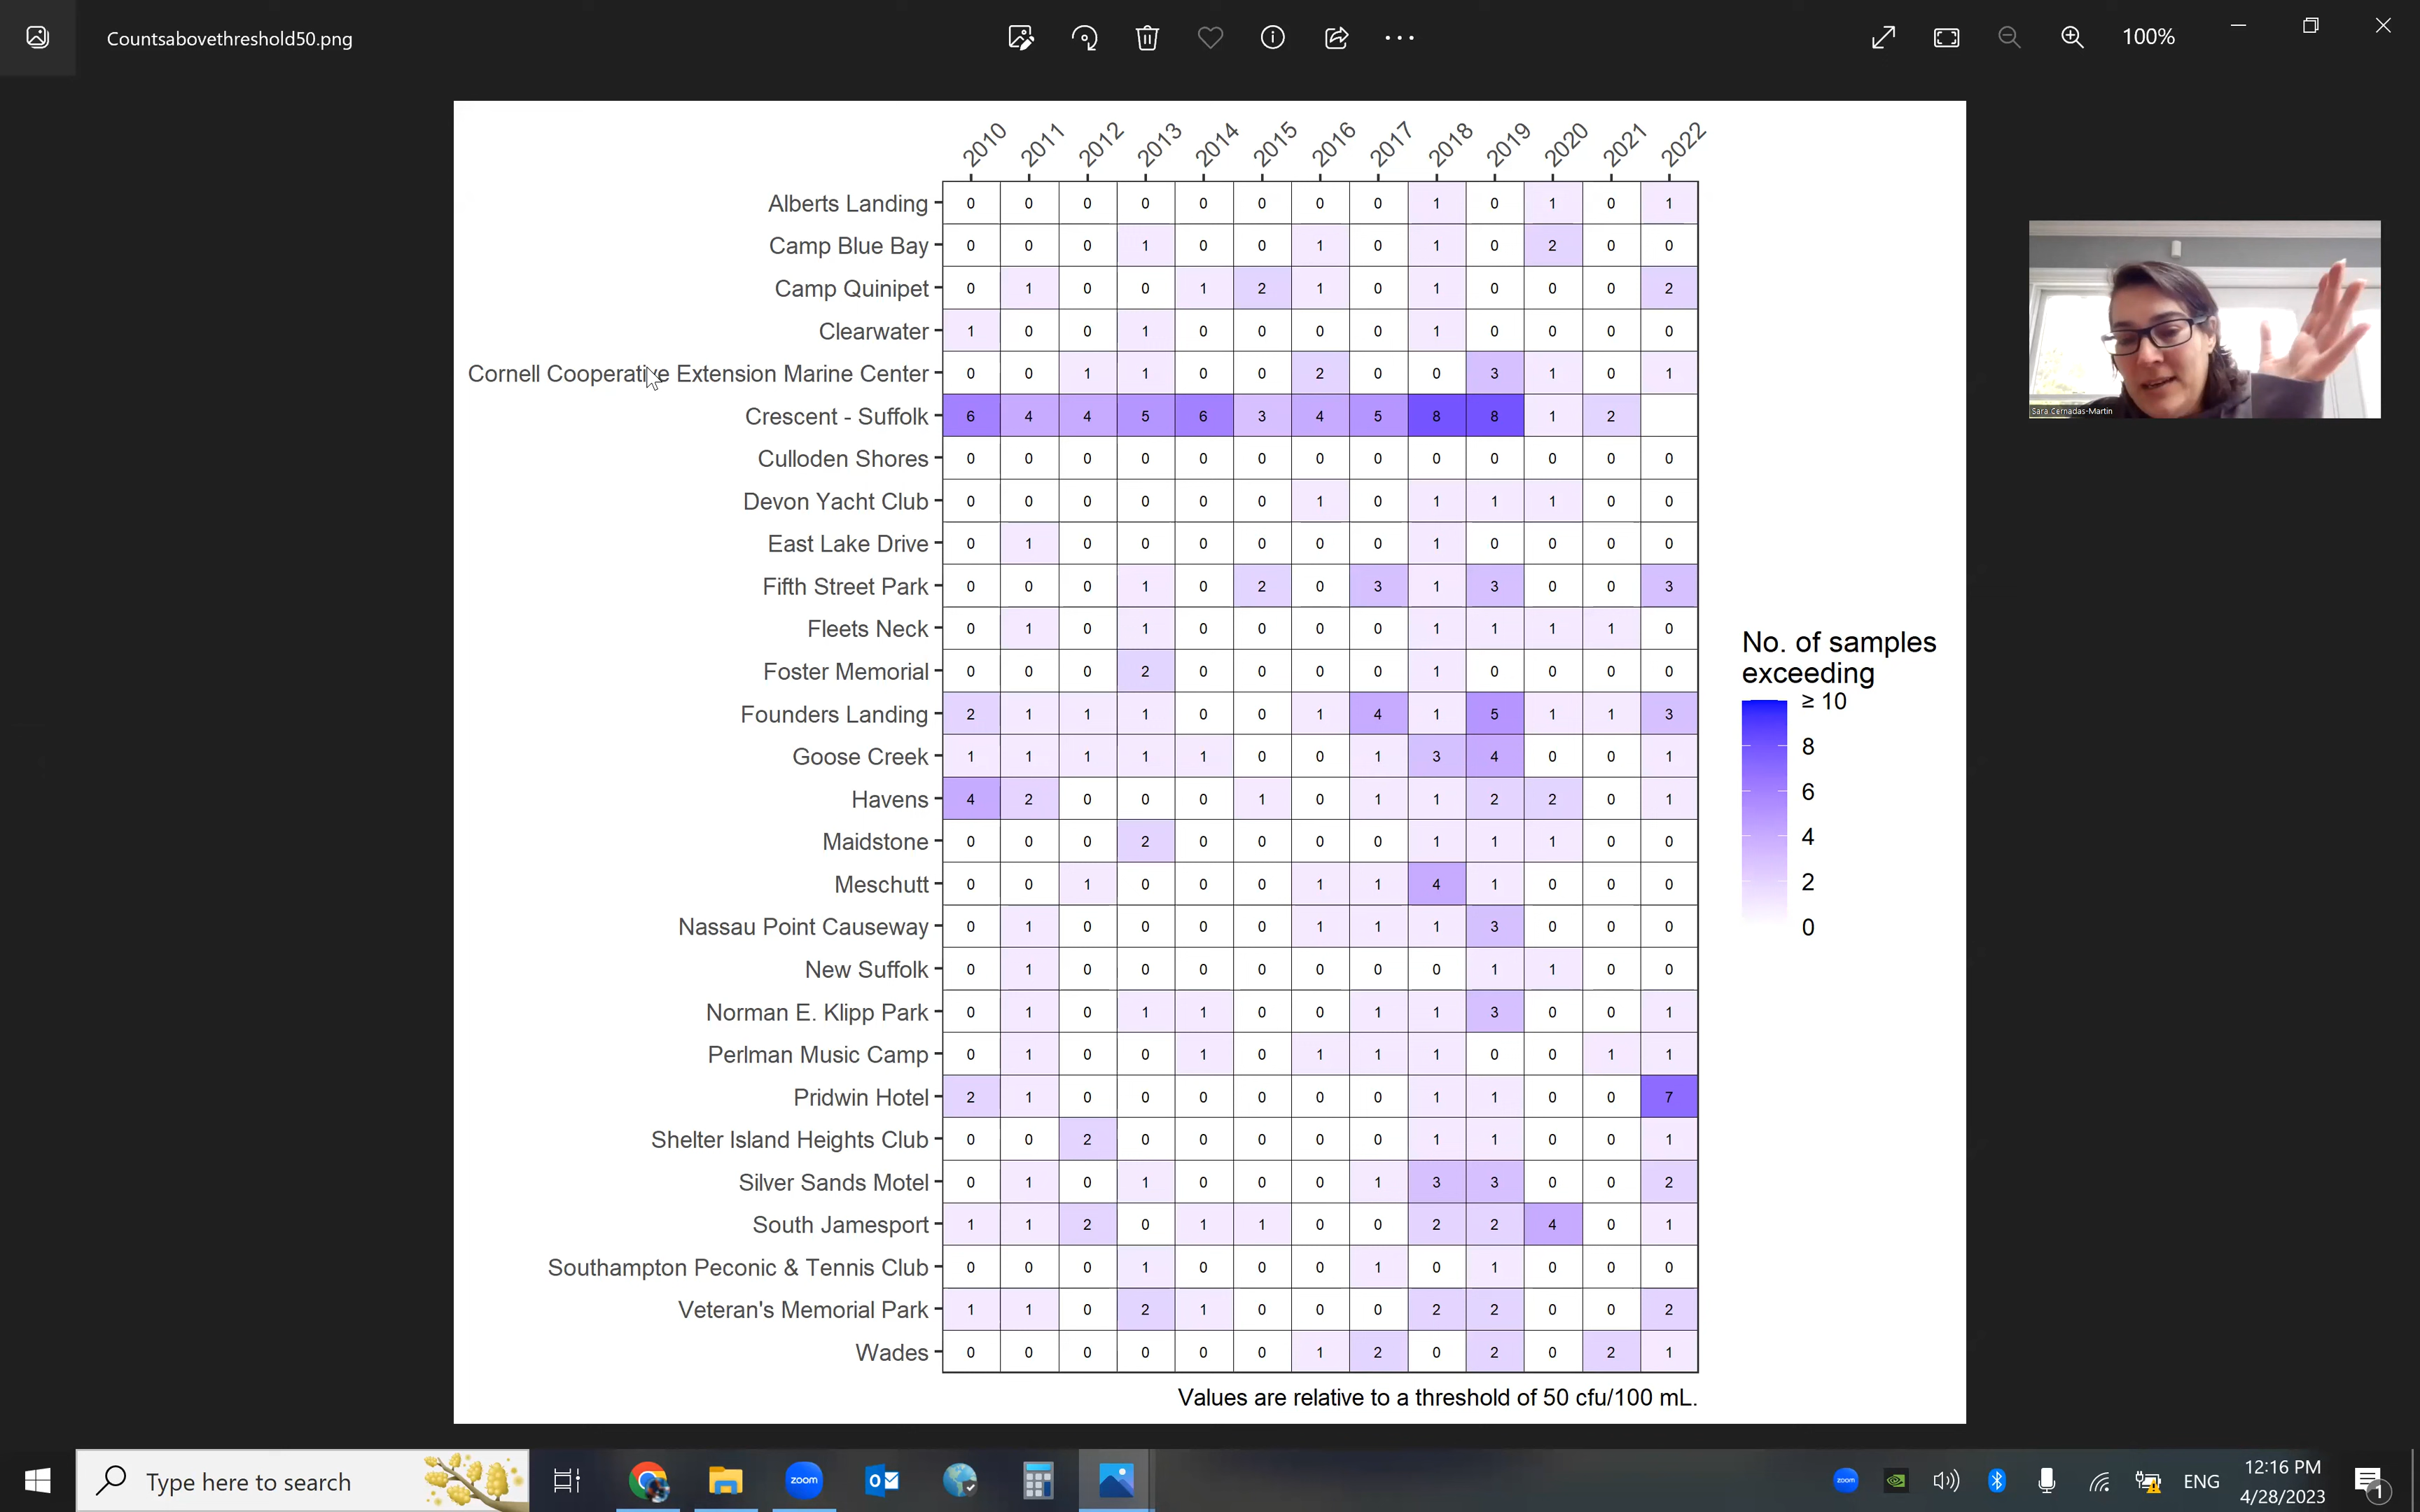 Countsabovethreshold50.png
100%
2010 2011 2012 2013 2014 2015 2016 2017 2018 2019 2020 2021 2022
Alberts Landing 0 0 0 0 0 0 0 0 1 0 1 0 1
Camp Blue Bay 0 0 0 1 0 0 1 0 1 0 2 0 0
Camp Quinipet 0 1 0 0 1 2 1 0 1 0 0 0 2
Clearwater 1 0 0 1 0 0 0 0 1 0 0 0 0
Cornell Cooperative Extension Marine Center 0 0 1 1 0 0 2 0 0 3 1 0 1
Crescent - Suffolk 6 4 4 5 6 3 4 5 8 8 1 2
Culloden Shores 0 0 0 0 0 0 0 0 0 0 0 0 0
Devon Yacht Club 0 0 0 0 0 0 1 0 1 1 1 0 0
East Lake Drive 0 1 0 0 0 0 0 0 1 0 0 0 0
Fifth Street Park 0 0 0 1 0 2 0 3 1 3 0 0 3
Fleets Neck 0 1 0 1 0 0 0 0 1 1 1 1 0
Foster Memorial 0 0 0 2 0 0 0 0 1 0 0 0 0
Founders Landing 2 1 1 1 0 0 1 4 1 5 1 1 3
Goose Creek 1 1 1 1 1 0 0 1 3 4 0 0 1
Havens 4 2 0 0 0 1 0 1 1 2 2 0 1
Maidstone 0 0 0 2 0 0 0 0 1 1 1 0 0
Meschutt 0 0 1 0 0 0 1 1 4 1 0 0 0
Nassau Point Causeway 0 1 0 0 0 0 1 1 1 3 0 0 0
New Suffolk 0 1 0 0 0 0 0 0 0 1 1 0 0
Norman E. Klipp Park 0 1 0 1 1 0 0 1 1 3 0 0 1
Perlman Music Camp 0 1 0 0 1 0 1 1 1 0 0 1 1
Pridwin Hotel 2 1 0 0 0 0 0 0 1 1 0 0 7
Shelter Island Heights Club 0 0 2 0 0 0 0 0 1 1 0 0 1
Silver Sands Motel 0 1 0 1 0 0 0 1 3 3 0 0 2
South Jamesport 1 1 2 0 1 1 0 0 2 2 4 0 1
Southampton Peconic & Tennis Club 0 0 0 1 0 0 0 1 0 1 0 0 0
Veteran's Memorial Park 1 1 0 2 1 0 0 0 2 2 0 0 2
Wades 0 0 0 0 0 0 1 2 0 2 0 2 1
Values are relative to a threshold of 50 cfu/100 mL.
No. of samples
exceeding
≥ 10
8
6
4
2
0
Sara Cernadas-Martin
Type here to search
zoom
zoom
ENG
12:16 PM
4/28/2023
1